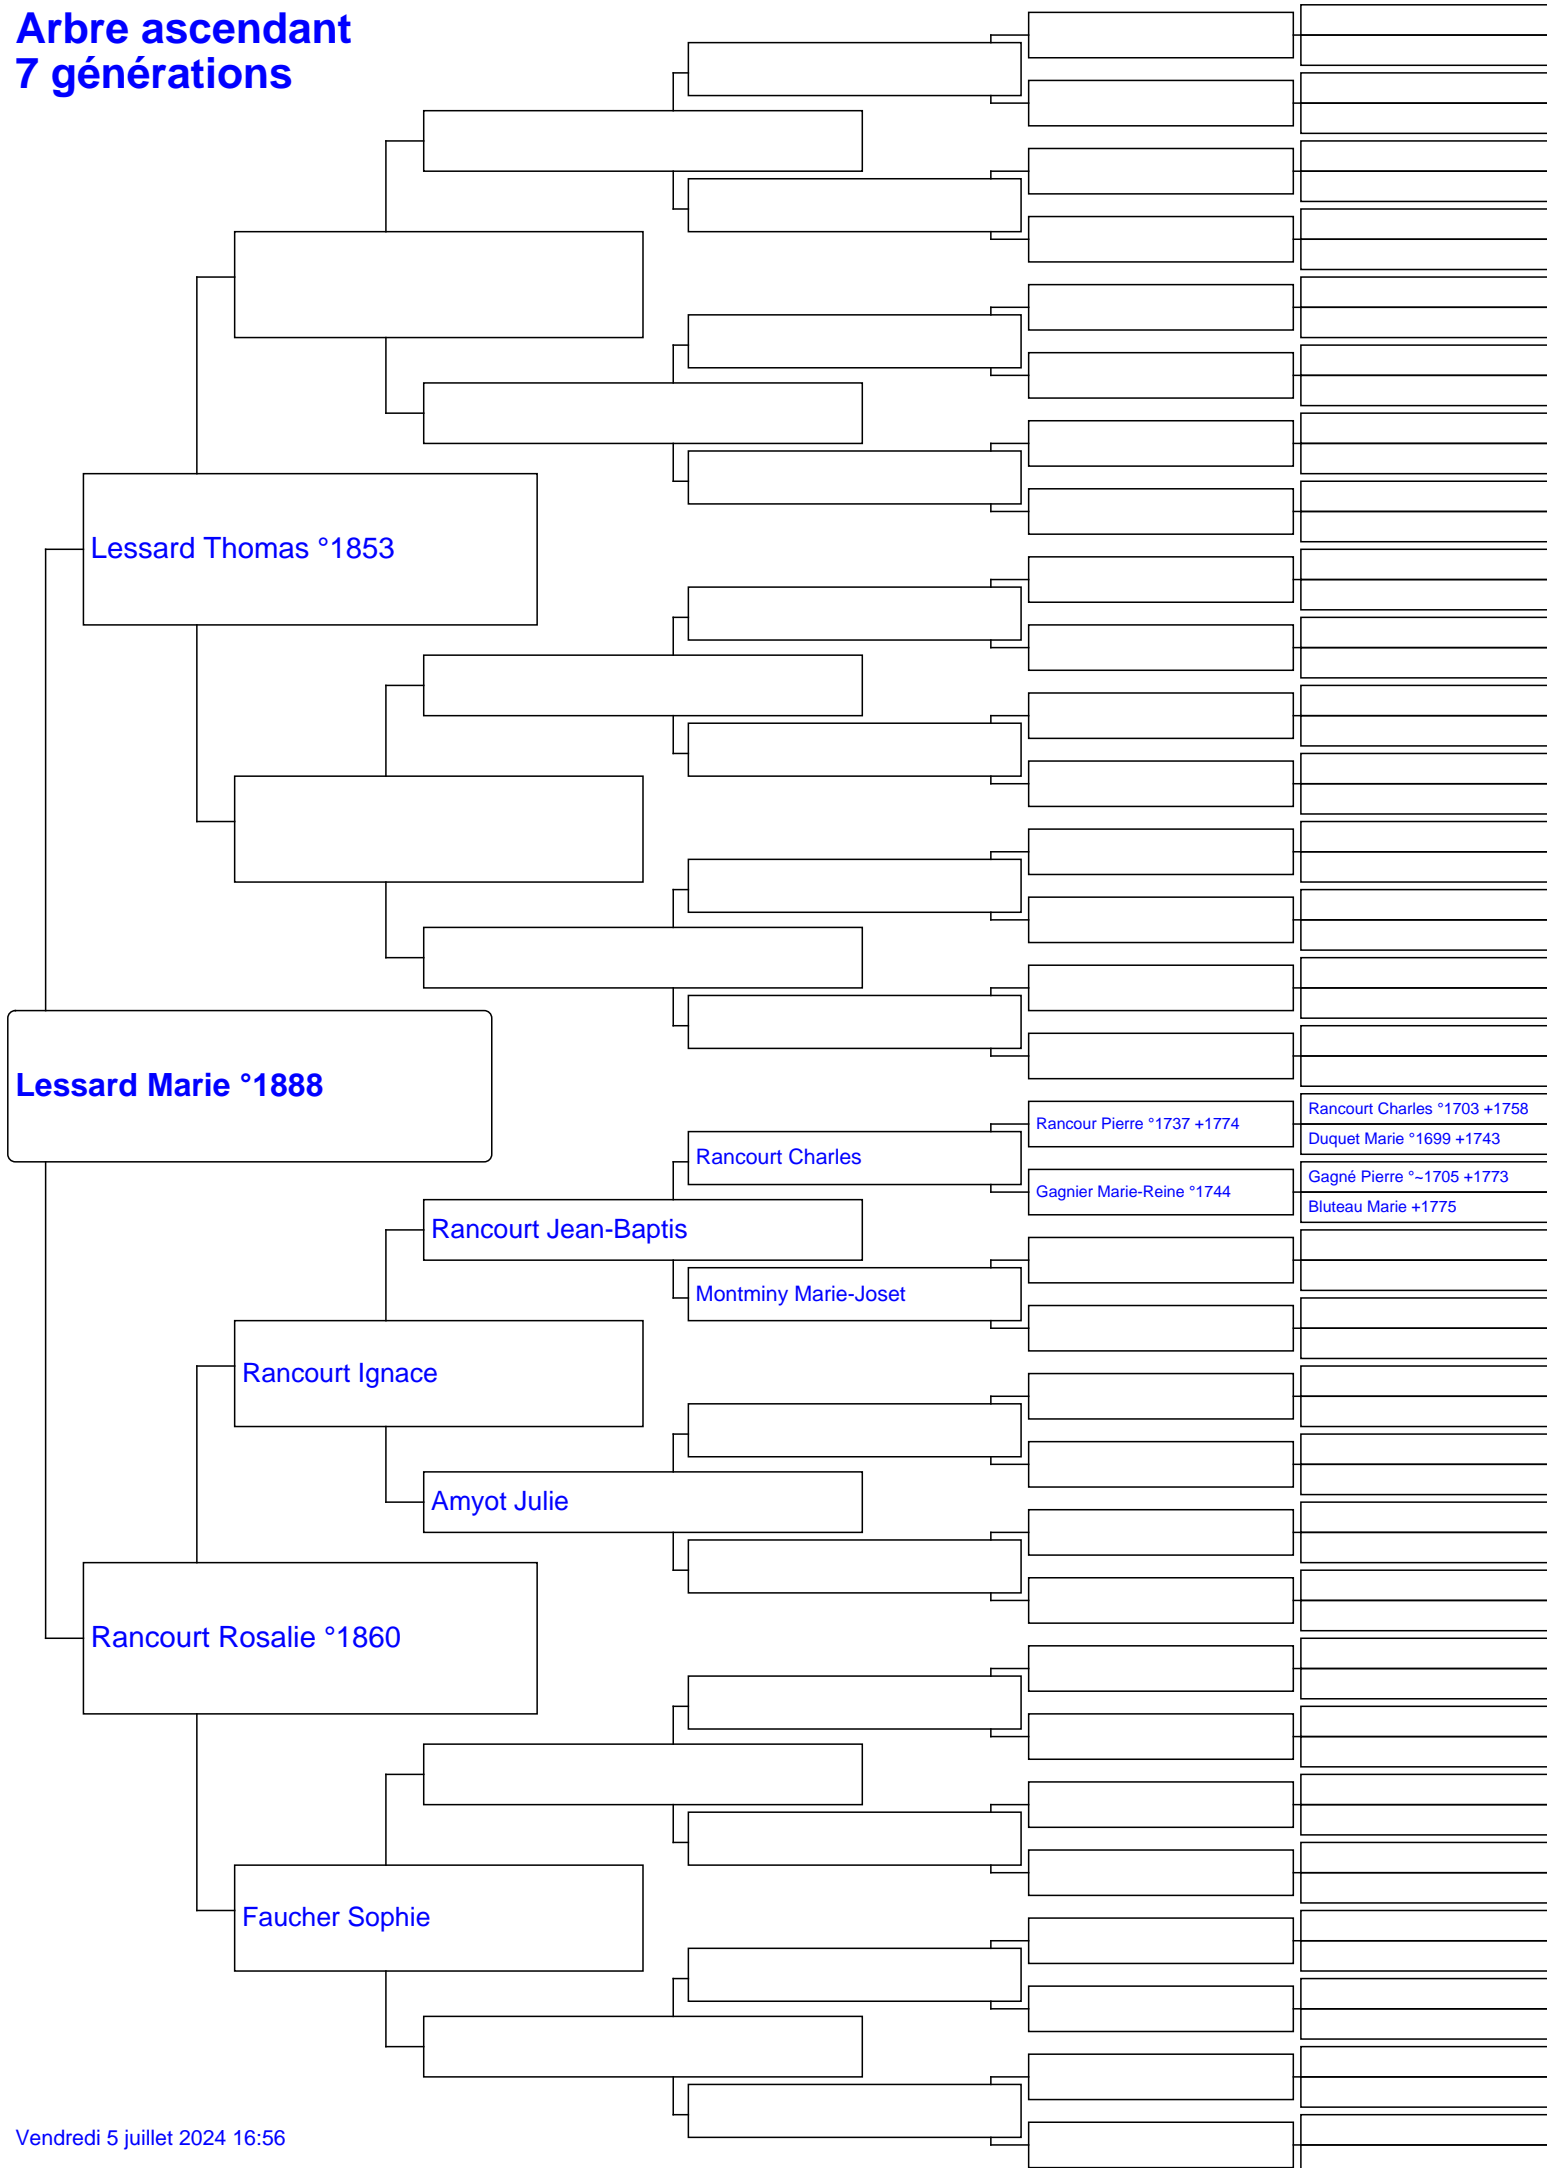 Arbre ascendant
7 générations
Lessard Thomas °1853
Lessard Marie °1888
Rancourt Charles °1703 +1758
Rancour Pierre °1737 +1774
Duquet Marie °1699 +1743
Rancourt Charles
Gagné Pierre °~1705 +1773
Gagnier Marie-Reine °1744
Bluteau Marie +1775
Rancourt Jean-Baptis
Montminy Marie-Joset
Rancourt Ignace
Amyot Julie
Rancourt Rosalie °1860
Faucher Sophie
Vendredi 5 juillet 2024 16:56